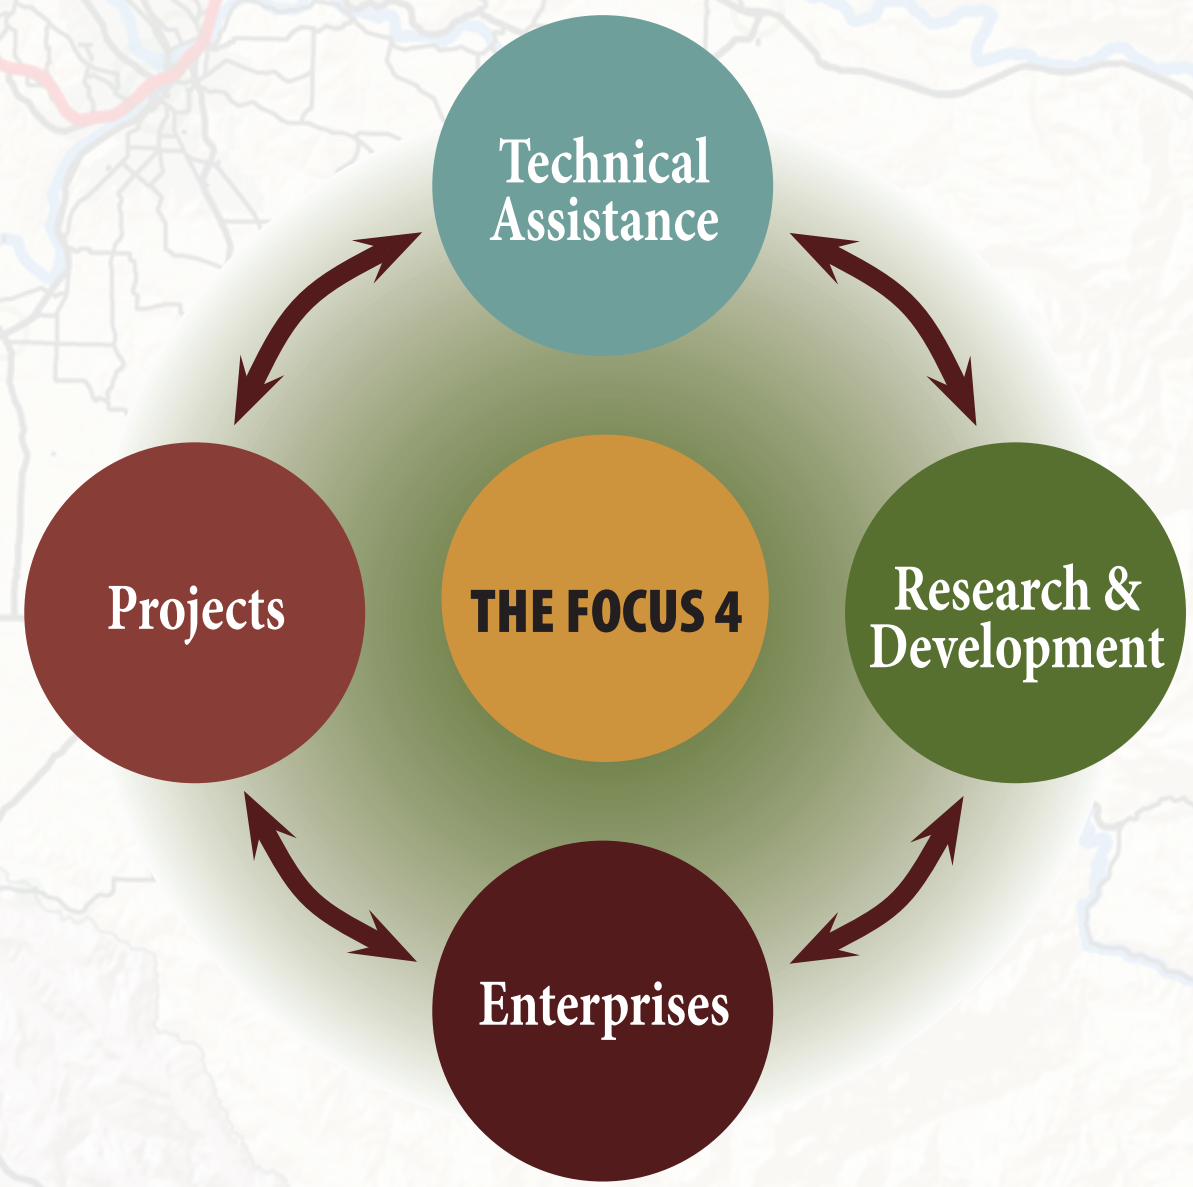 Technical
Assistance
Projects
THE FOCUS 4
Research &
Development
Enterprises